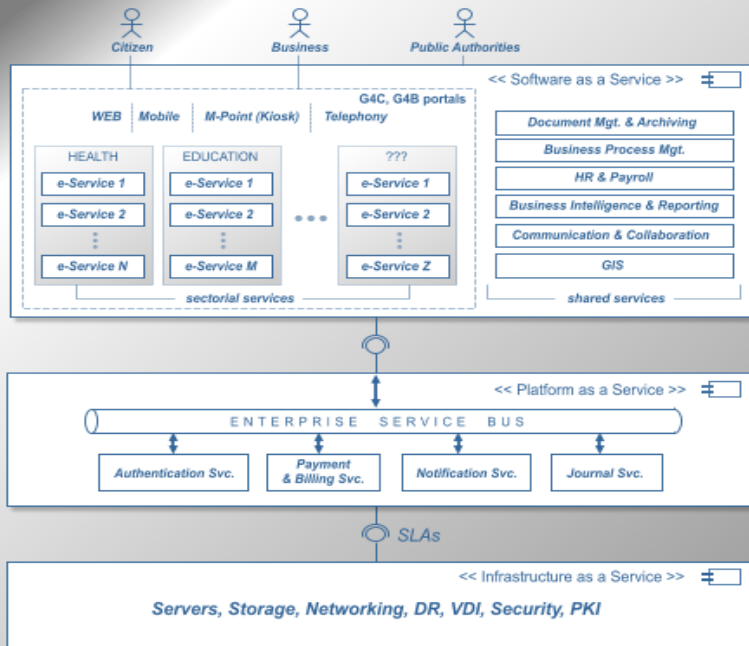 Citizen
Business
Public Authorities
<< Software as a Service >>
G4C, G4B portals
WEB
Mobile
M-Point (Kiosk)
Telephony
HEALTH
e-Service 1
e-Service 2
e-Service N
EDUCATION
e-Service 1
e-Service 2
e-Service M
???
e-Service 1
e-Service 2
e-Service Z
sectorial services
Document Mgt. & Archiving
Business Process Mgt.
HR & Payroll
Business Intelligence & Reporting
Communication & Collaboration
GIS
shared services
<< Platform as a Service >>
ENTERPRISE SERVICE BUS
Authentication Svc.
Payment
& Billing Svc.
Notification Svc.
Journal Svc.
SLAs
<< Infrastructure as a Service >>
Servers, Storage, Networking, DR, VDI, Security, PKI